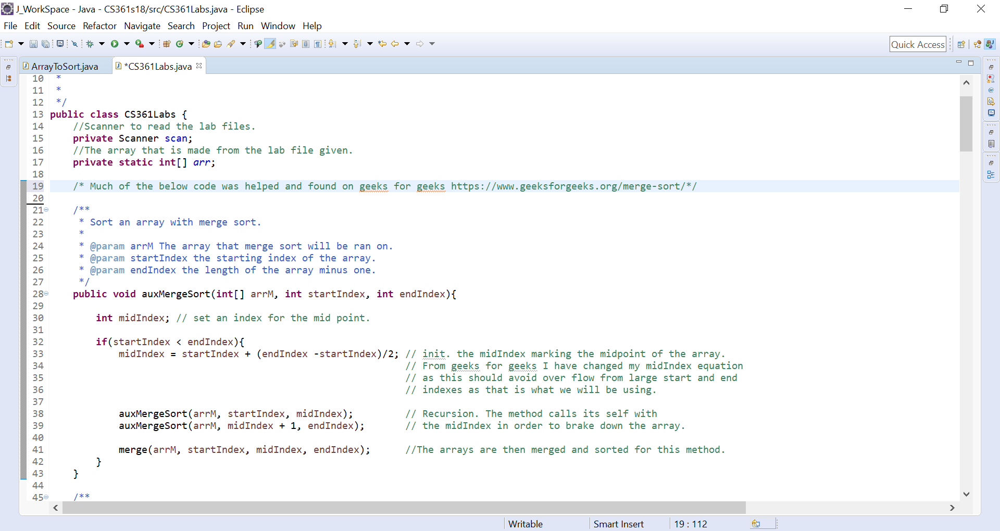 J_WorkSpace - Java - CS361s18/src/CS361Labs.java - Eclipse
File Edit Source Refactor Navigate Search Project Run Window Help
Quick Access
ArrayToSort.java *CS361Labs.java
10 *
11 *
12 */
13 public class CS361Labs {
14 //Scanner to read the lab files.
15 private Scanner scan;
16 //The array that is made from the lab file given.
17 private static int[] arr;
18
19 /* Much of the below code was helped and found on geeks for geeks https://www.geeksforgeeks.org/merge-sort/*/
20
21 /**
22 * Sort an array with merge sort.
23 *
24 * @param arrM The array that merge sort will be ran on.
25 * @param startIndex the starting index of the array.
26 * @param endIndex the length of the array minus one.
27 */
28 public void auxMergeSort(int[] arrM, int startIndex, int endIndex){
29
30 int midIndex; // set an index for the mid point.
31
32 if(startIndex < endIndex){
33 midIndex = startIndex + (endIndex -startIndex)/2; // init. the midIndex marking the midpoint of the array.
34 // From geeks for geeks I have changed my midIndex equation
35 // as this should avoid over flow from large start and end
36 // indexes as that is what we will be using.
37
38 auxMergeSort(arrM, startIndex, midIndex); // Recursion. The method calls its self with
39 auxMergeSort(arrM, midIndex + 1, endIndex); // the midIndex in order to brake down the array.
40
41 merge(arrM, startIndex, midIndex, endIndex); //The arrays are then merged and sorted for this method.
42 }
43 }
44
45 /**
Writable Smart Insert 19 : 112